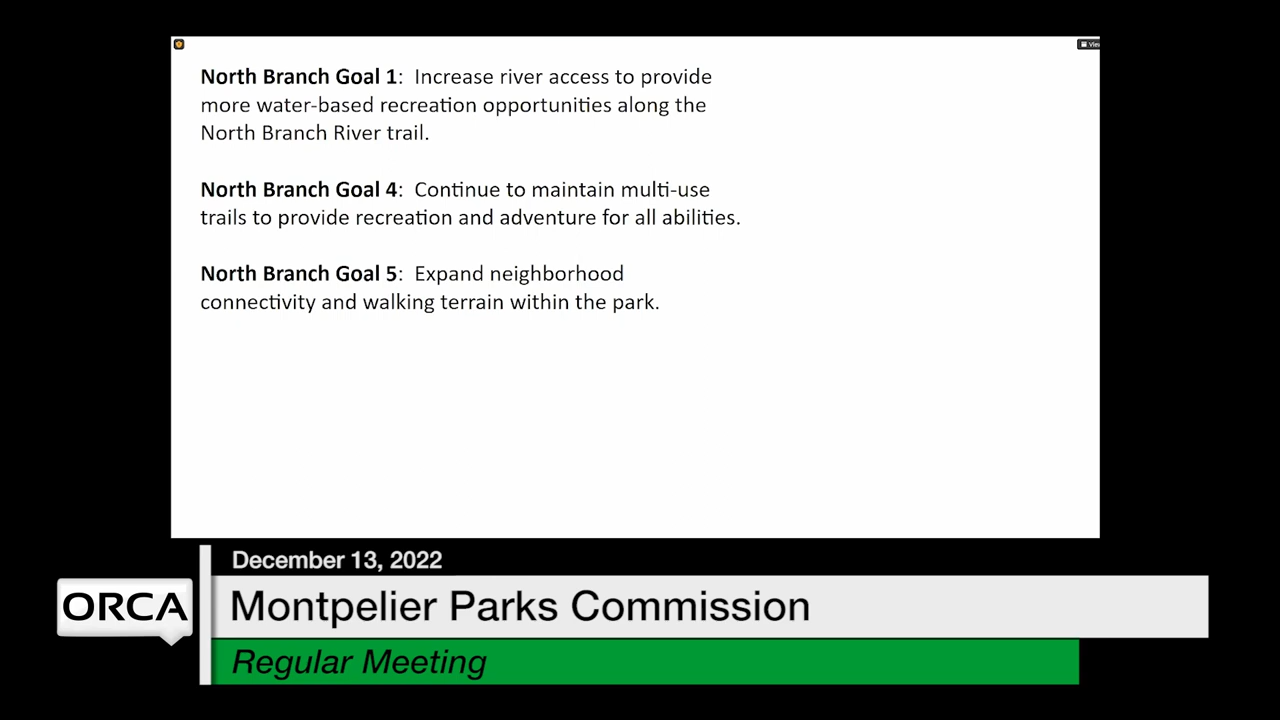 View
North Branch Goal 1: Increase river access to provide
more water-based recreation opportunities along the
North Branch River trail.
North Branch Goal 4: Continue to maintain multi-use
trails to provide recreation and adventure for all abilities.
North Branch Goal 5: Expand neighborhood
connectivity and walking terrain within the park.
December 13, 2022
ORCA
Montpelier Parks Commission
Regular Meeting